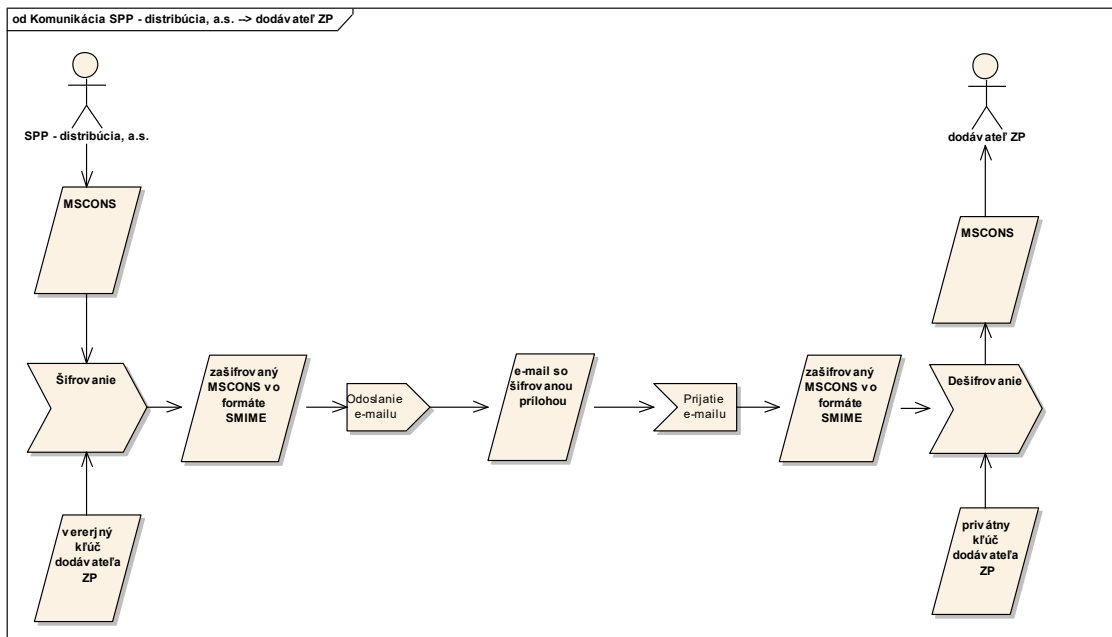 od Komunikácia SPP - distribúcia, a.s. --> dodávateľ ZP
SPP - distribúcia, a.s.
dodávateľ ZP
MSCONS
MSCONS
Šifrovanie
zašifrovaný
MSCONS vo
formáte
SMIME
Odoslanie
e-mailu
e-mail so
šifrovanou
prílohou
Prijatie
e-mailu
zašifrovaný
MSCONS vo
formáte
SMIME
Dešifrovanie
vererjný
kľúč
dodávateľa
ZP
privátny
kľúč
dodávateľa
ZP